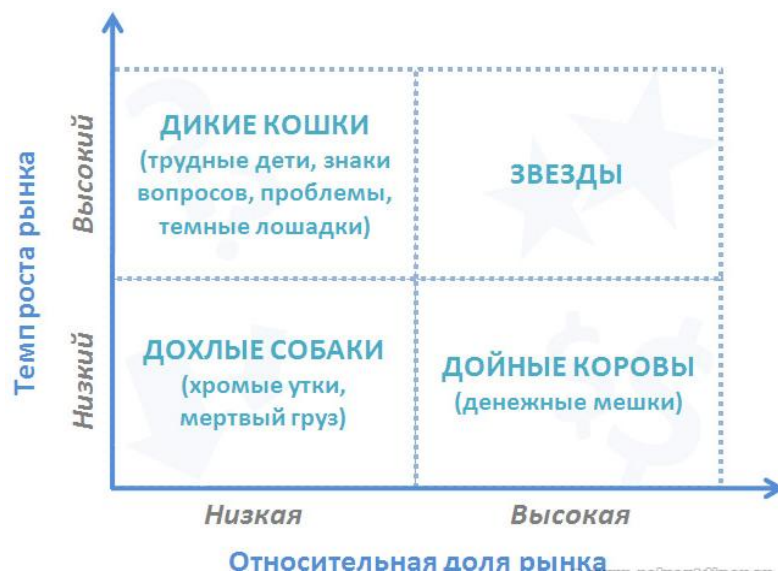 Темп роста рынка
Высокий
Низкий
ДИКИЕ КОШКИ
(трудные дети, знаки
вопросов, проблемы,
темные лошадки)
ЗВЕЗДЫ
ДОХЛЫЕ СОБАКИ
(хромые утки,
мертвый груз)
ДОЙНЫЕ КОРОВЫ
(денежные мешки)
Низкая
Высокая
Относительная доля рынка